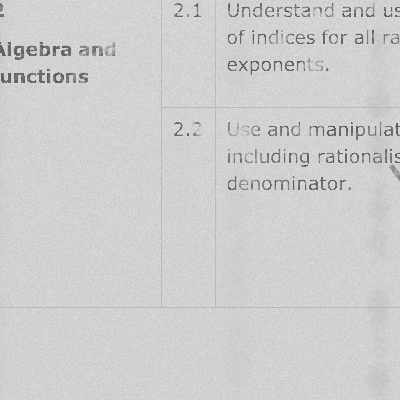 2
Algebra and
unctions
2.1
Understand and us
of indices for all ra
exponents.
2.2
Use and manipulat
including rationalis
denominator.